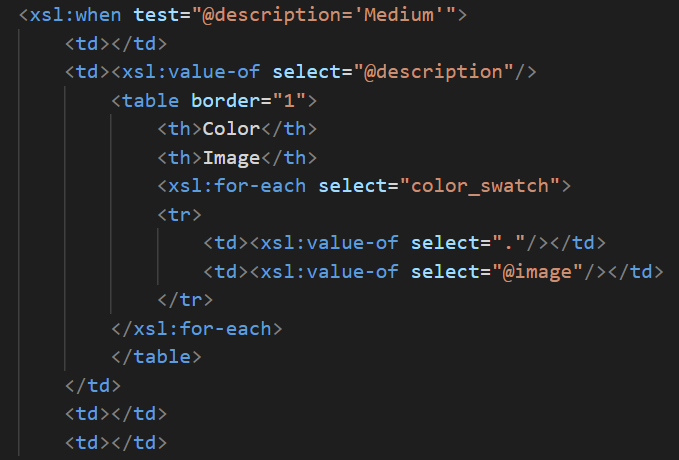 <xsl:when test="@description='Medium'">
<td></td>
<td><xsl:value-of select="@description"/>
<table border="1">
<th>Color</th>
<th>Image</th>
<xsl:for-each select="color_swatch">
<tr>
<td><xsl:value-of select="."/></td>
<td><xsl:value-of select="@image"/></td>
</tr>
</xsl:for-each>
</table>
</td>
<td></td>
<td></td>